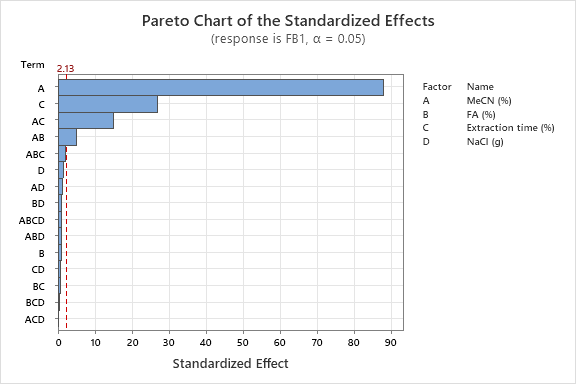 Pareto Chart of the Standardized Effects
(response is FB1, α = 0.05)
Term
2.13
A
C
AC
AB
ABC
D
AD
BD
ABCD
ABD
B
CD
BC
BCD
ACD
0 10 20 30 40 50 60 70 80 90
Standardized Effect
Factor Name
A MeCN (%)
B FA (%)
C Extraction time (%)
D NaCl (g)